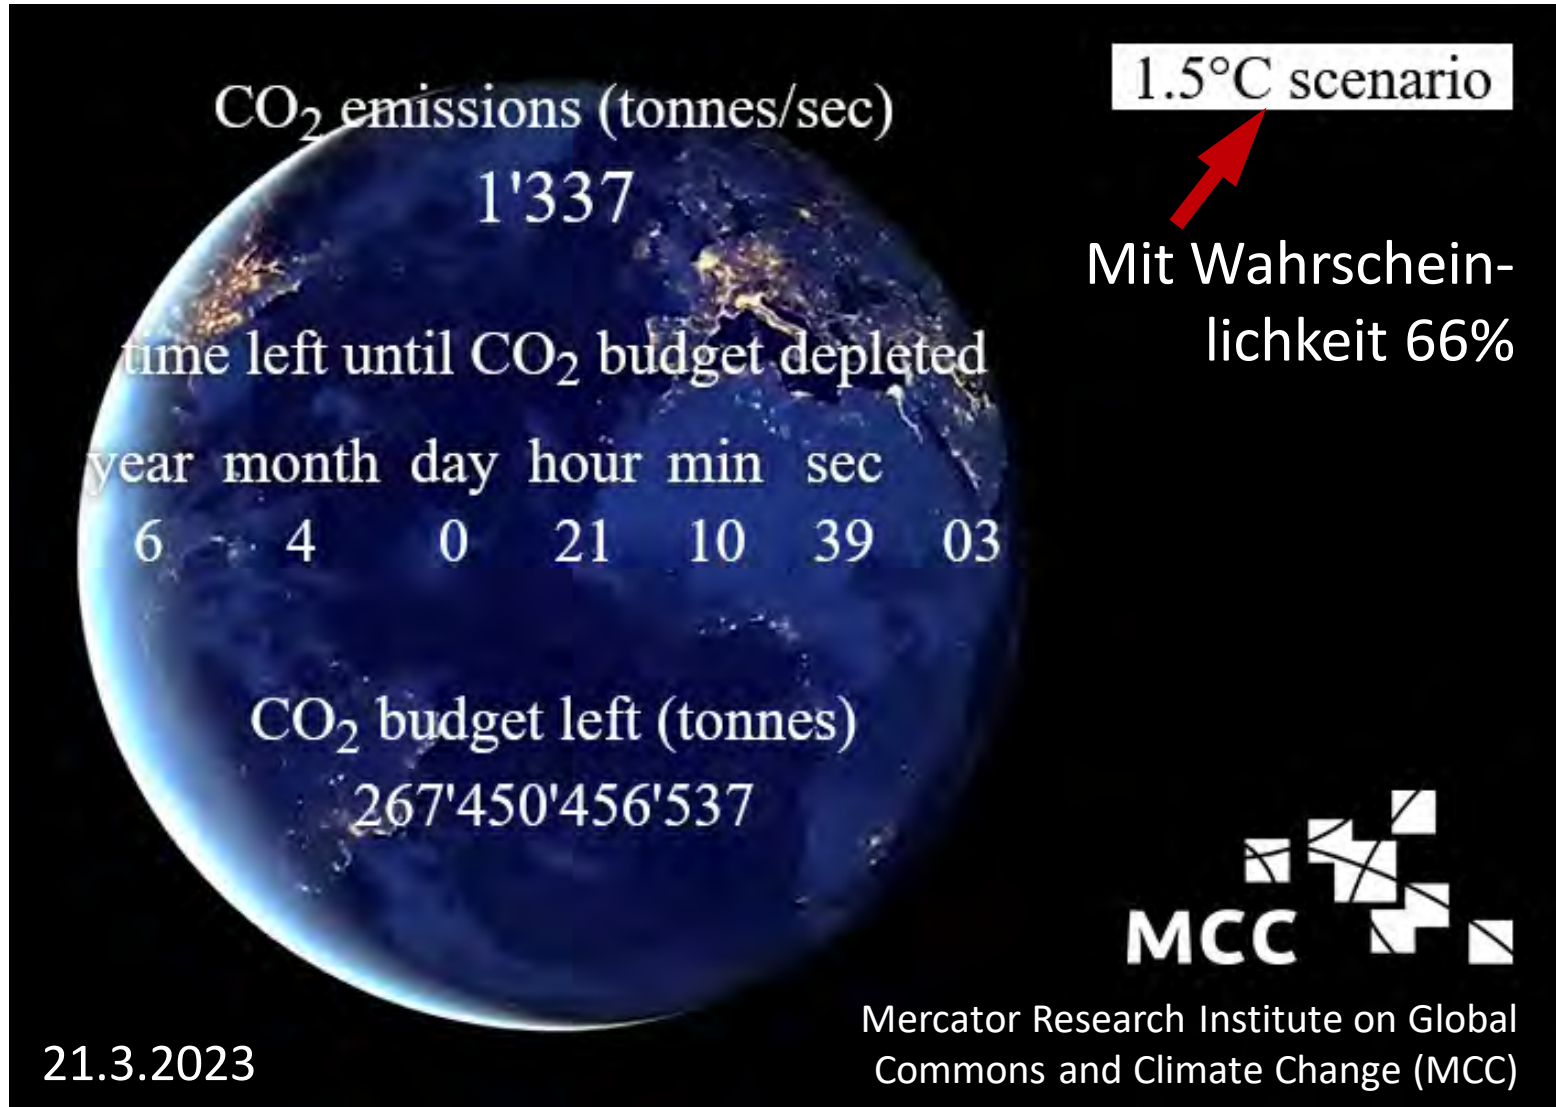 CO₂ emissions (tonnes/sec)
1'337
time left until CO₂ budget depleted
year month day hour min sec
6 4 0 21 10 39 03
CO₂ budget left (tonnes)
267'450'456'537
1.5°C scenario
Mit Wahrschein-
lichkeit 66%
MCC
Mercator Research Institute on Global
Commons and Climate Change (MCC)
21.3.2023